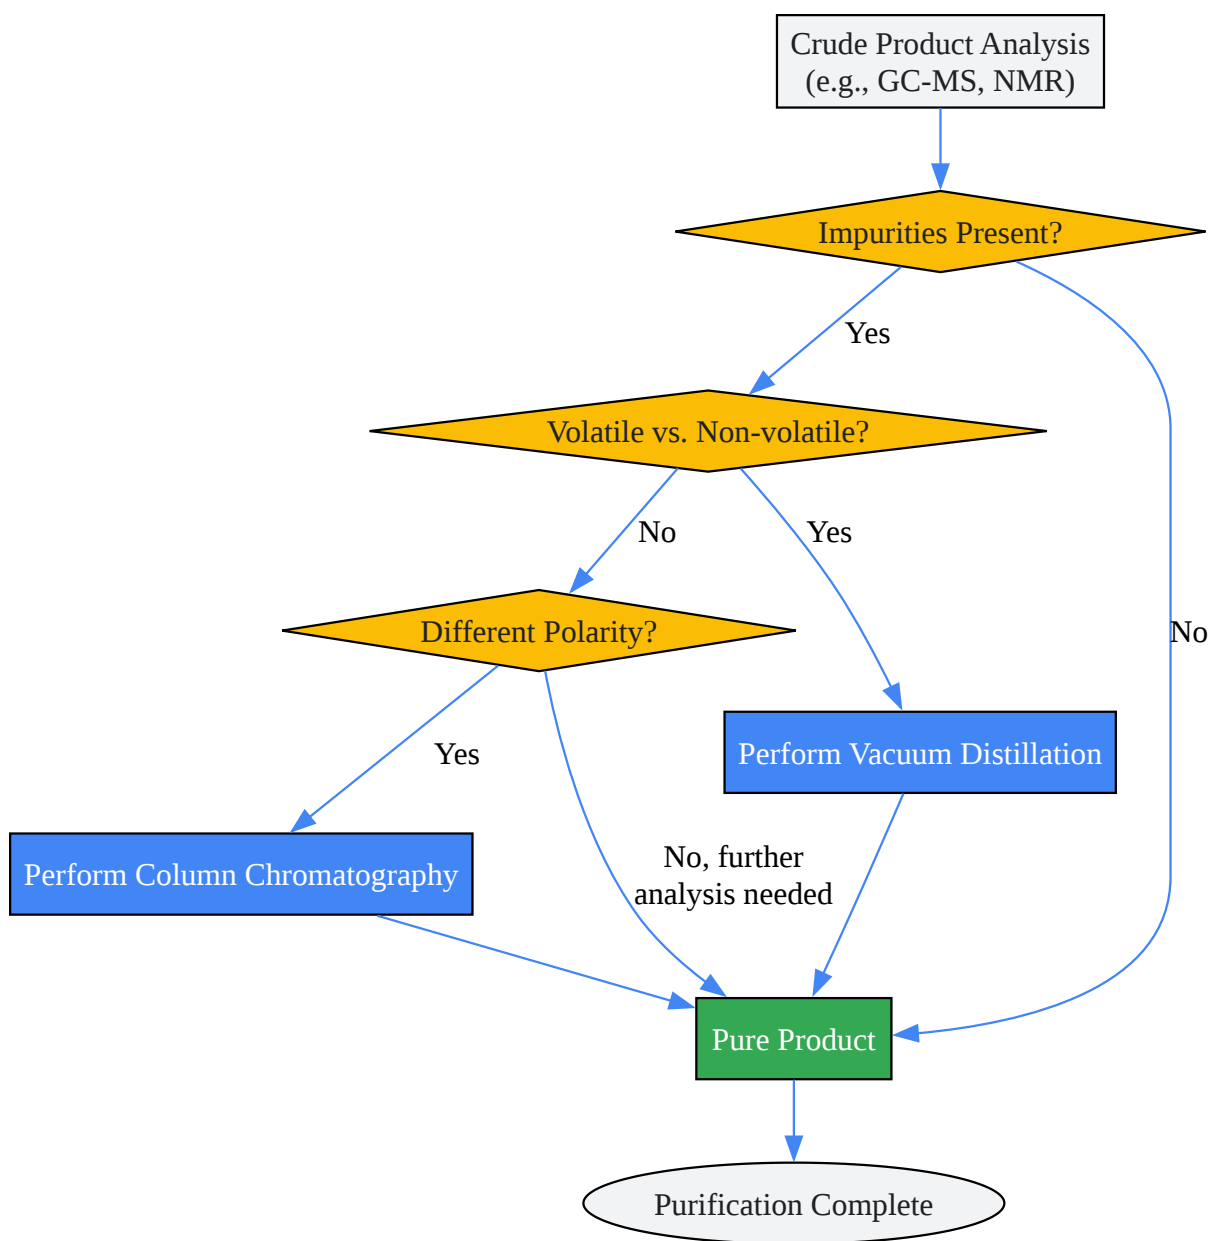 Crude Product Analysis
(e.g., GC-MS, NMR)
Impurities Present?
Yes
Volatile vs. Non-volatile?
No
Yes
Different Polarity?
No
Yes
Perform Vacuum Distillation
No, further
analysis needed
Perform Column Chromatography
Pure Product
Purification Complete